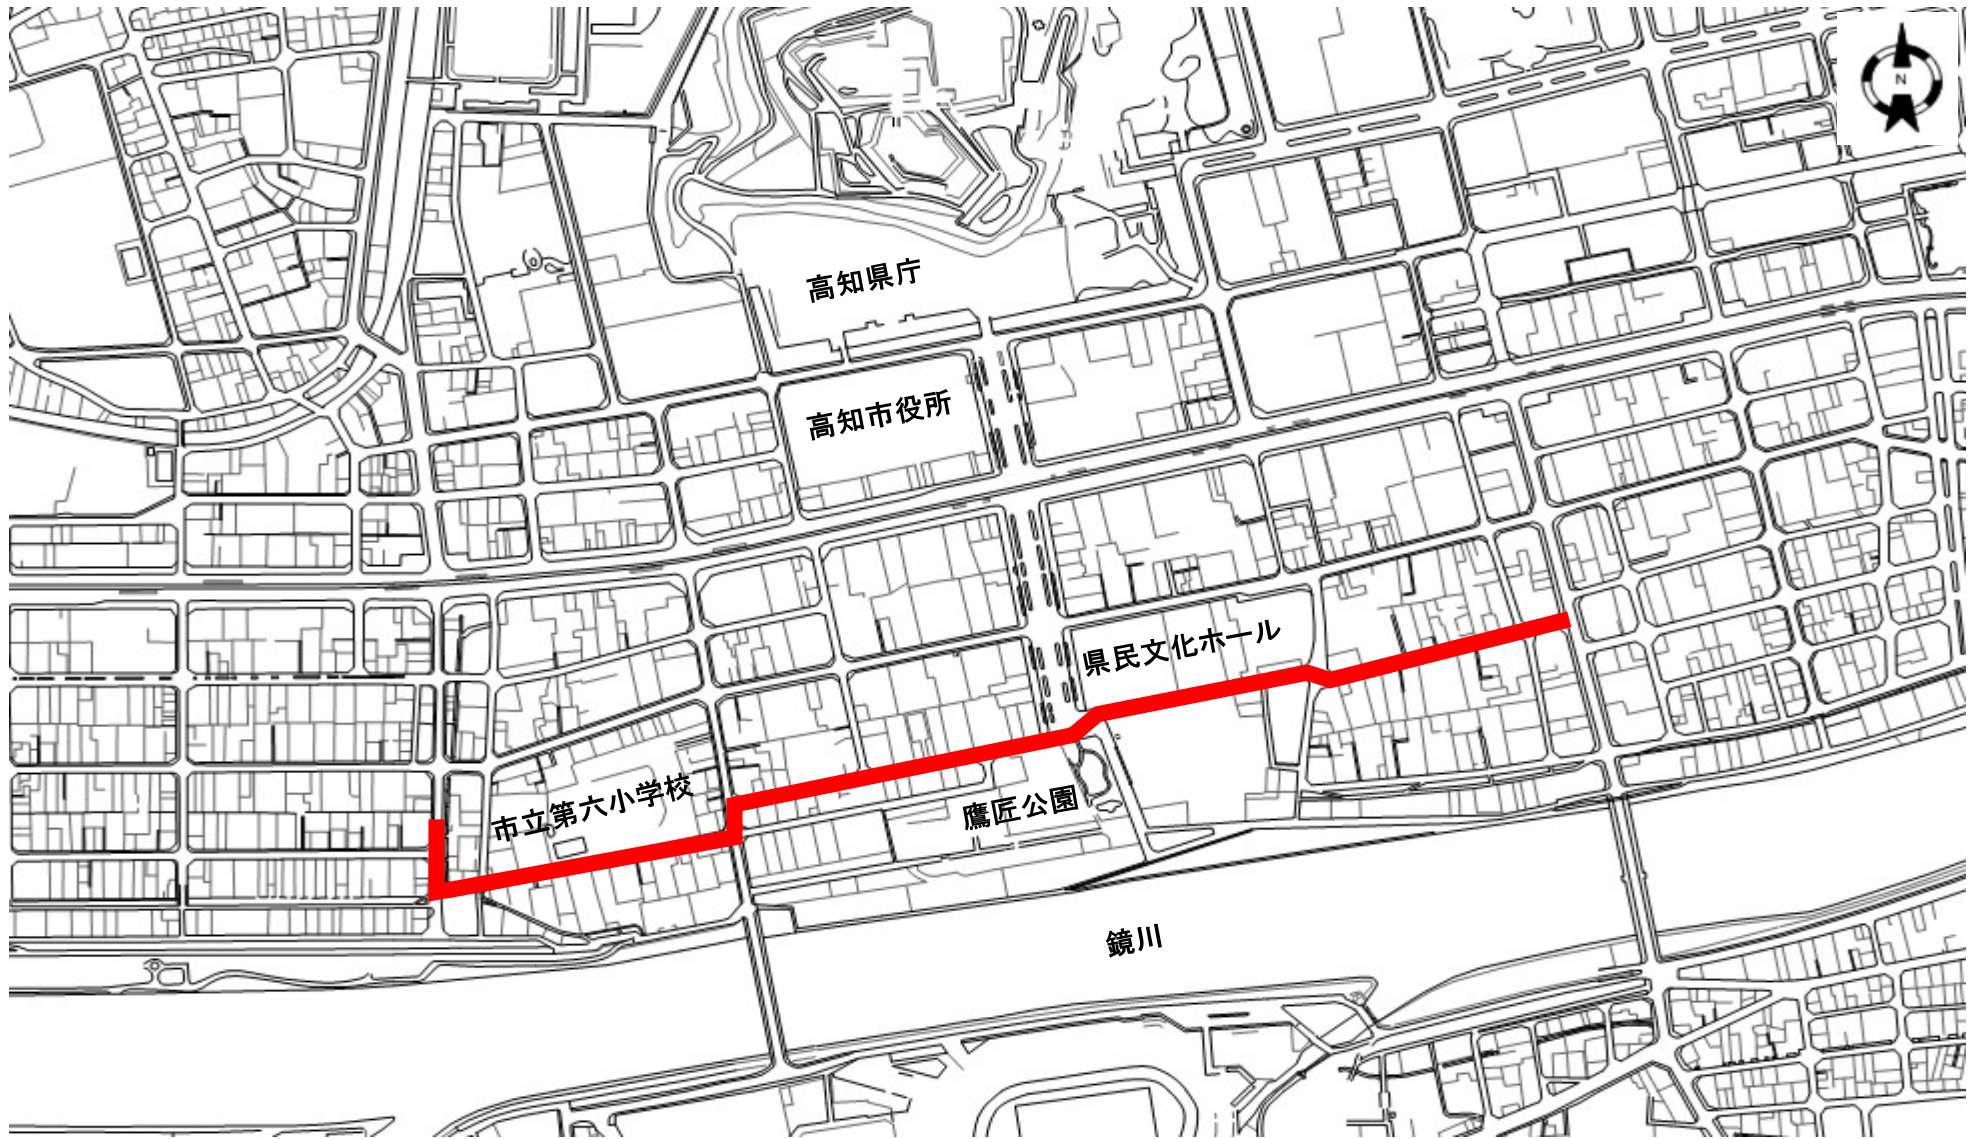 N
高知県庁
高知市役所
県民文化ホール
市立第六小学校
鷹匠公園
鏡川